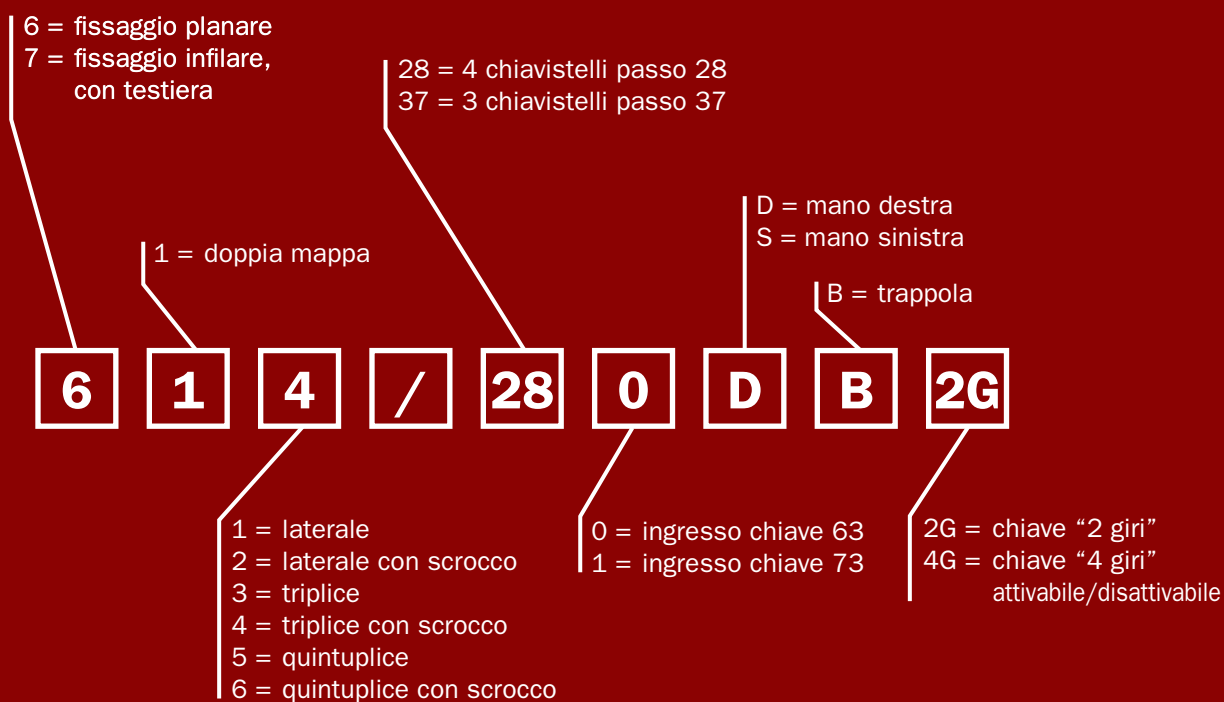 6 = fissaggio planare
7 = fissaggio infilare,
con testiera
28 = 4 chiavistelli passo 28
37 = 3 chiavistelli passo 37
D = mano destra
S = mano sinistra
1 = doppia mappa
B = trappola
6 1 4 / 28 0 D B 2G
1 = laterale
2 = laterale con scrocco
3 = triplice
4 = triplice con scrocco
5 = quintuplice
6 = quintuplice con scrocco
0 = ingresso chiave 63
1 = ingresso chiave 73
2G = chiave “2 giri”
4G = chiave “4 giri”
attivabile/disattivabile